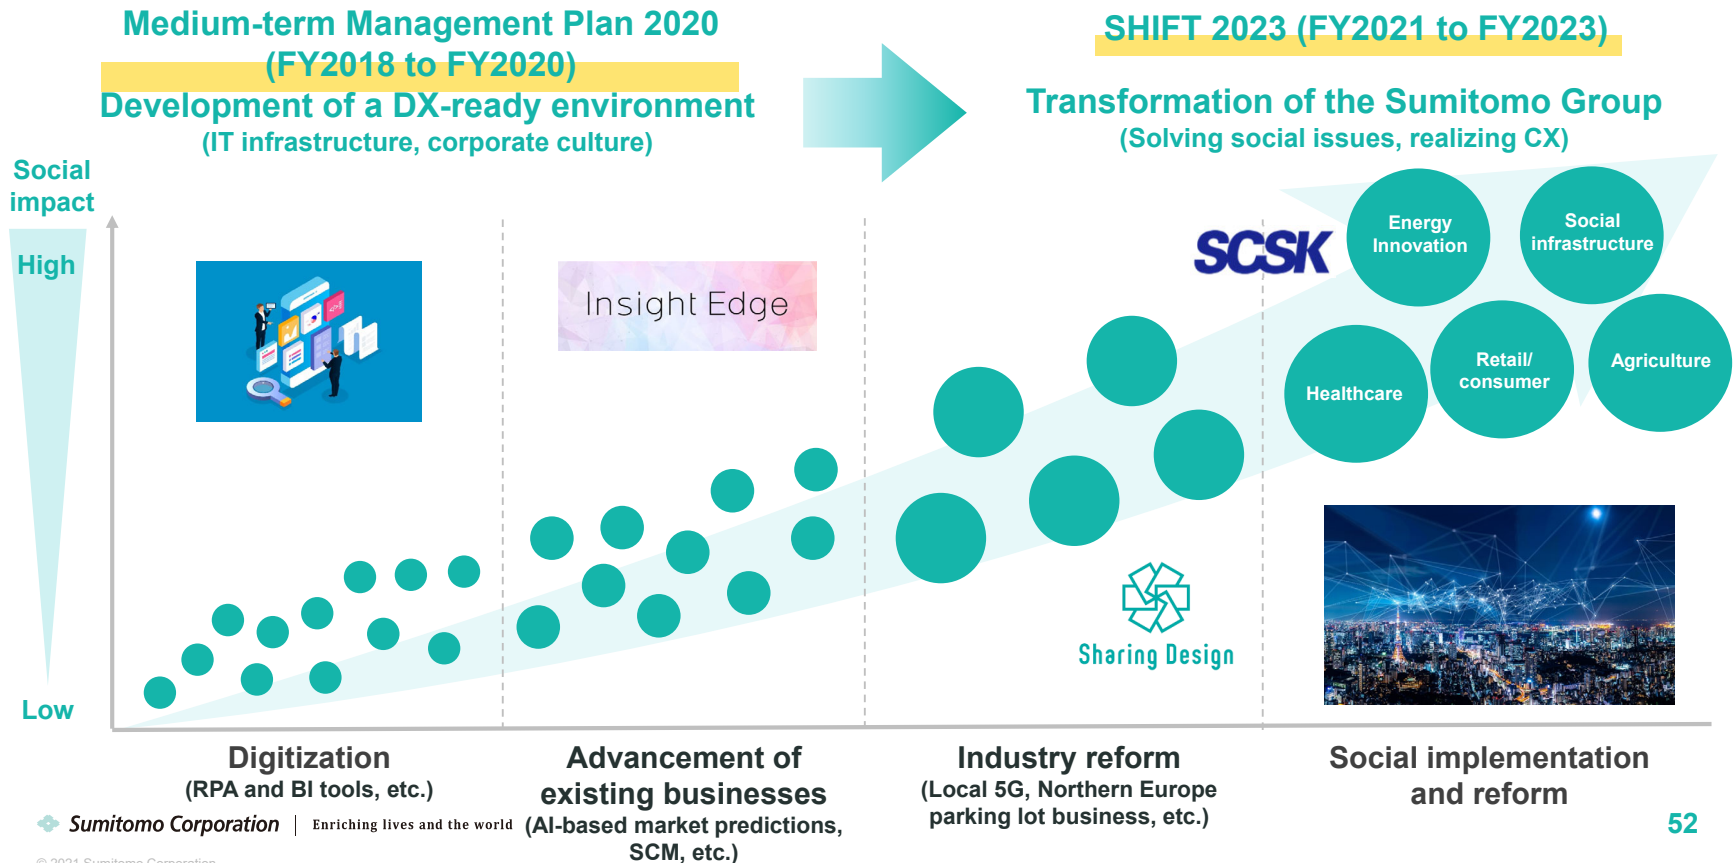 Medium-term Management Plan 2020
(FY2018 to FY2020)
Development of a DX-ready environment
(IT infrastructure, corporate culture)
SHIFT 2023 (FY2021 to FY2023)
Transformation of the Sumitomo Group
(Solving social issues, realizing CX)
Social
impact
High
Low
Insight Edge
SCSK
Energy
Innovation
Social
infrastructure
Healthcare
Retail/
consumer
Agriculture
Sharing Design
Digitization
(RPA and BI tools, etc.)
Advancement of
existing businesses
(AI-based market predictions,
SCM, etc.)
Industry reform
(Local 5G, Northern Europe
parking lot business, etc.)
Social implementation
and reform
Sumitomo Corporation | Enriching lives and the world
52
© 2021 Sumitomo Corporation